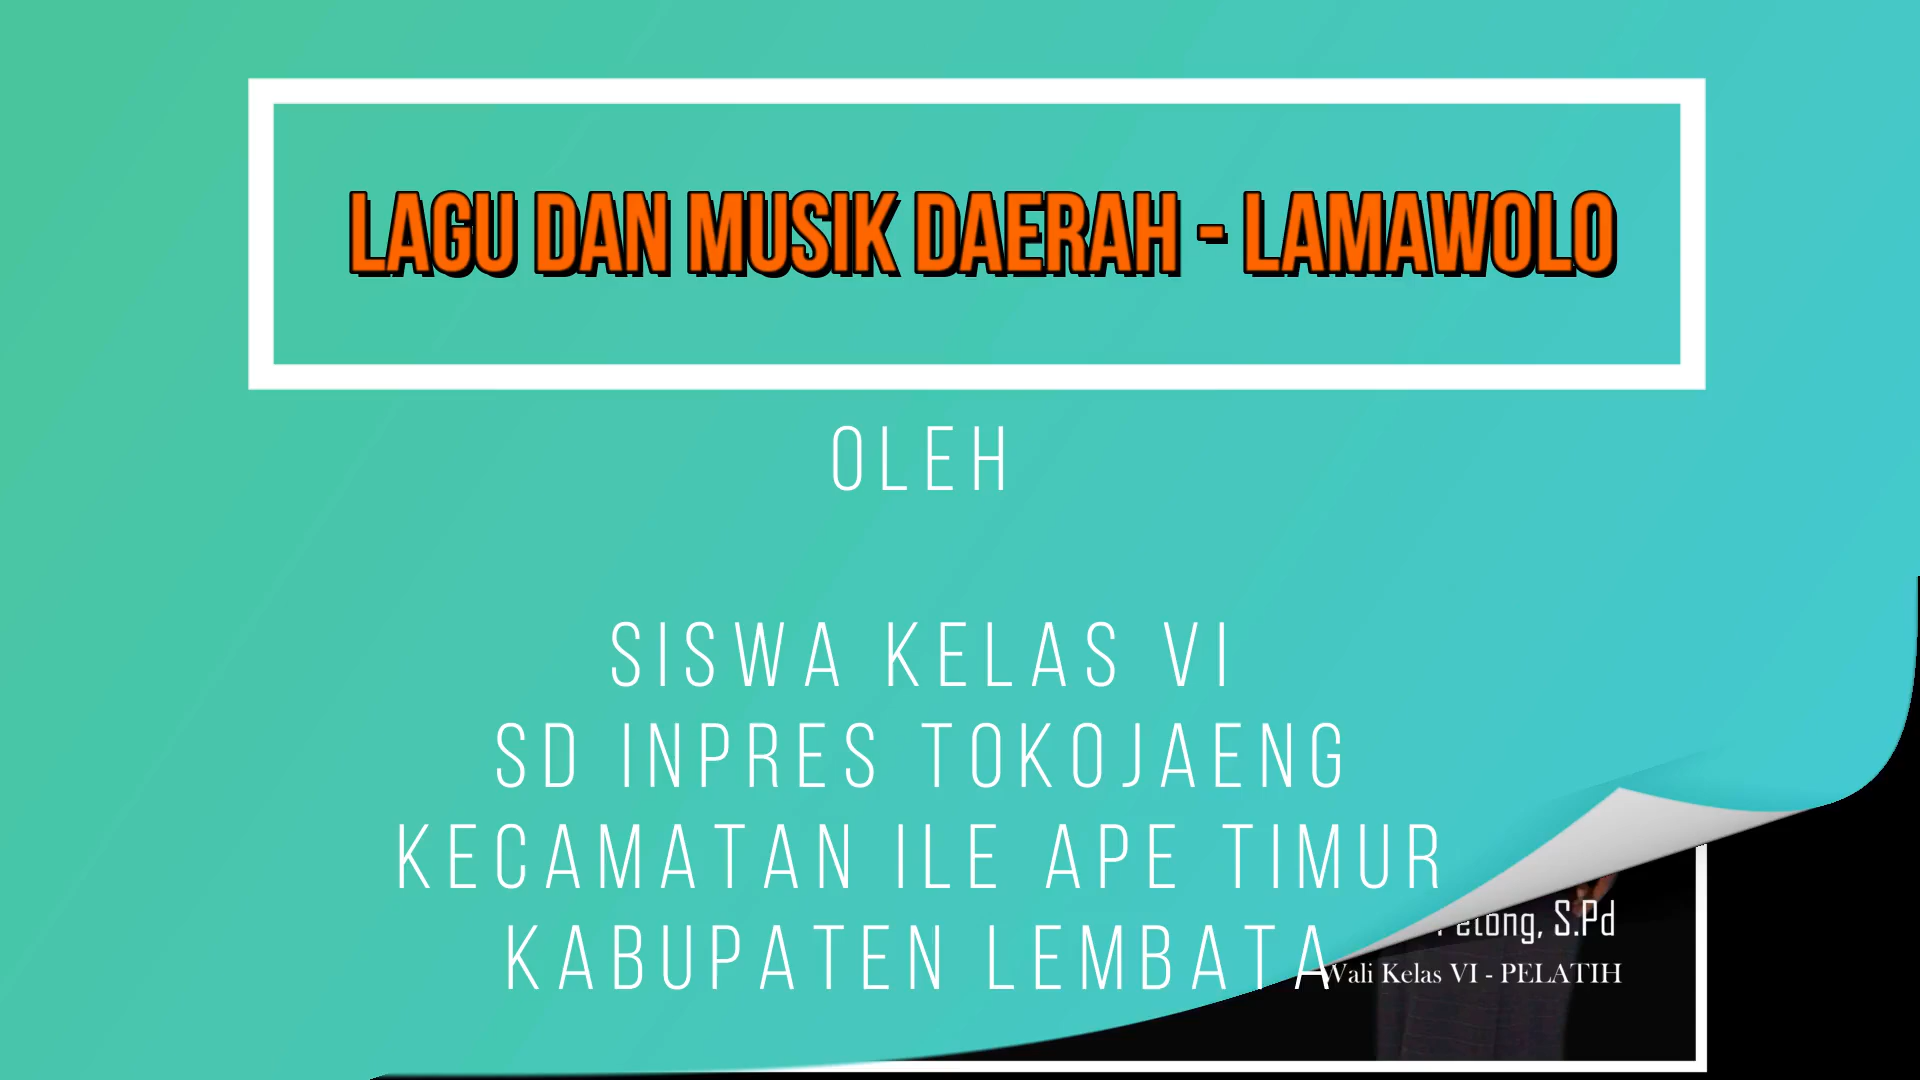 LAGU DAN MUSIK DAERAH - LAMAWOLO
OLEH
SISWA KELAS VI
SD INPRES TOKOJAENG
KECAMATAN ILE APE TIMUR
KABUPATEN LEMBATA
S.Pd
Wali Kelas VI - PELATIH